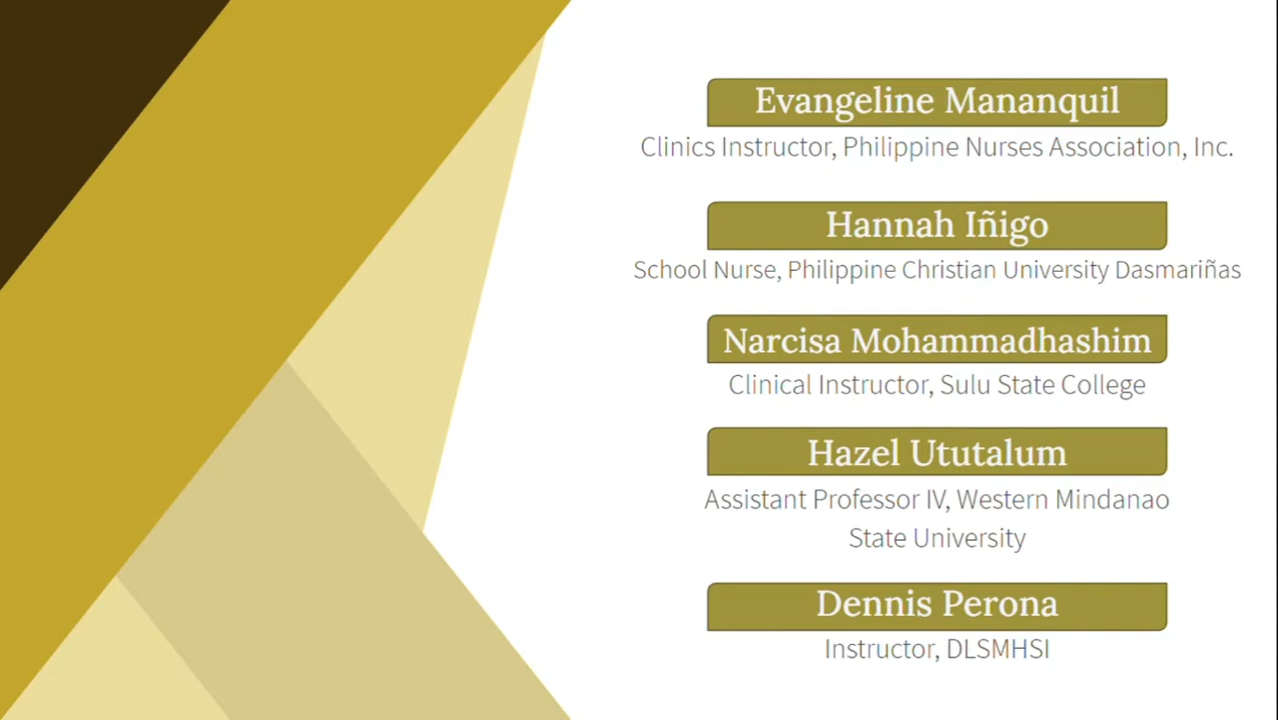 Evangeline Mananquil
Clinics Instructor, Philippine Nurses Association, Inc.
Hannah Iñigo
School Nurse, Philippine Christian University Dasmariñas
Narcisa Mohammadhashim
Clinical Instructor, Sulu State College
Hazel Ututalum
Assistant Professor IV, Western Mindanao
State University
Dennis Perona
Instructor, DLSMHSI